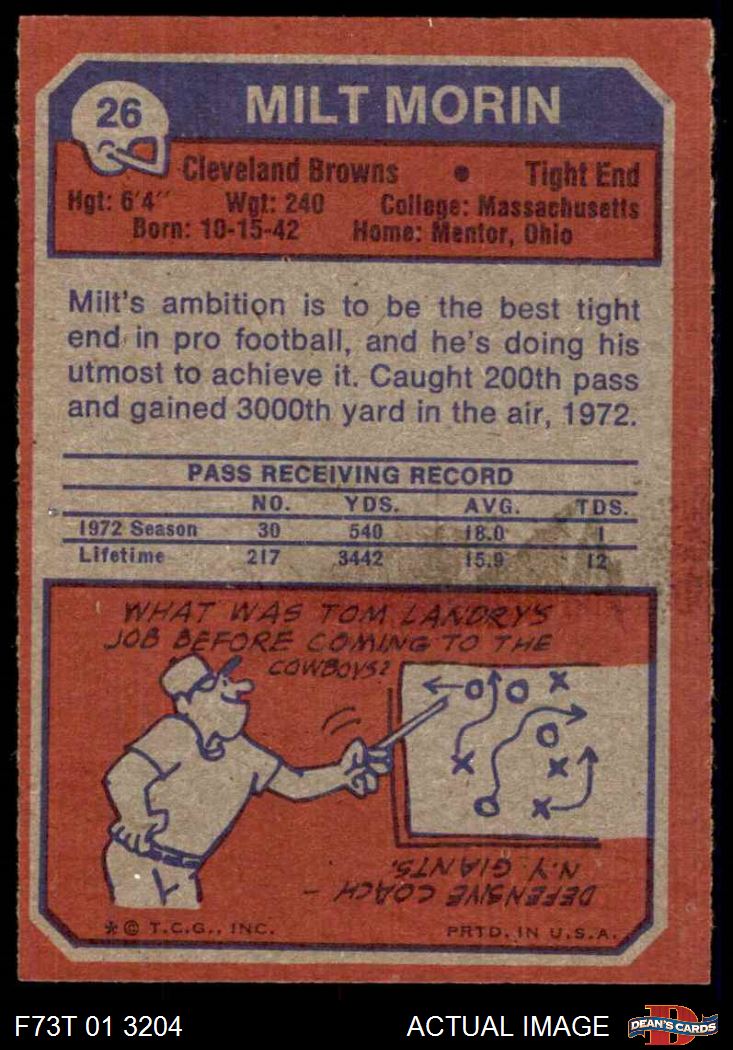 26
MILT MORIN
Cleveland Browns • Tight End
Hgt: 6'4" Wgt: 240 College: Massachusetts
Born: 10-15-42 Home: Mentor, Ohio
Milt's ambition is to be the best tight
end in pro football, and he's doing his
utmost to achieve it. Caught 200th pass
and gained 3000th yard in the air, 1972.
PASS RECEIVING RECORD
NO. YDS. AVG. TDS.
1972 Season 30 540 18.0 1
Lifetime 217 3442 15.9 12
WHAT WAS TOM LANDRY'S
JOB BEFORE COMING TO THE
COWBOYS?
DEFENSIVE COACH —
N.Y. GIANTS.
* © T.C.G., INC. PRTD. IN U.S.A.
F73T 01 3204 ACTUAL IMAGE DEAN'S CARDS